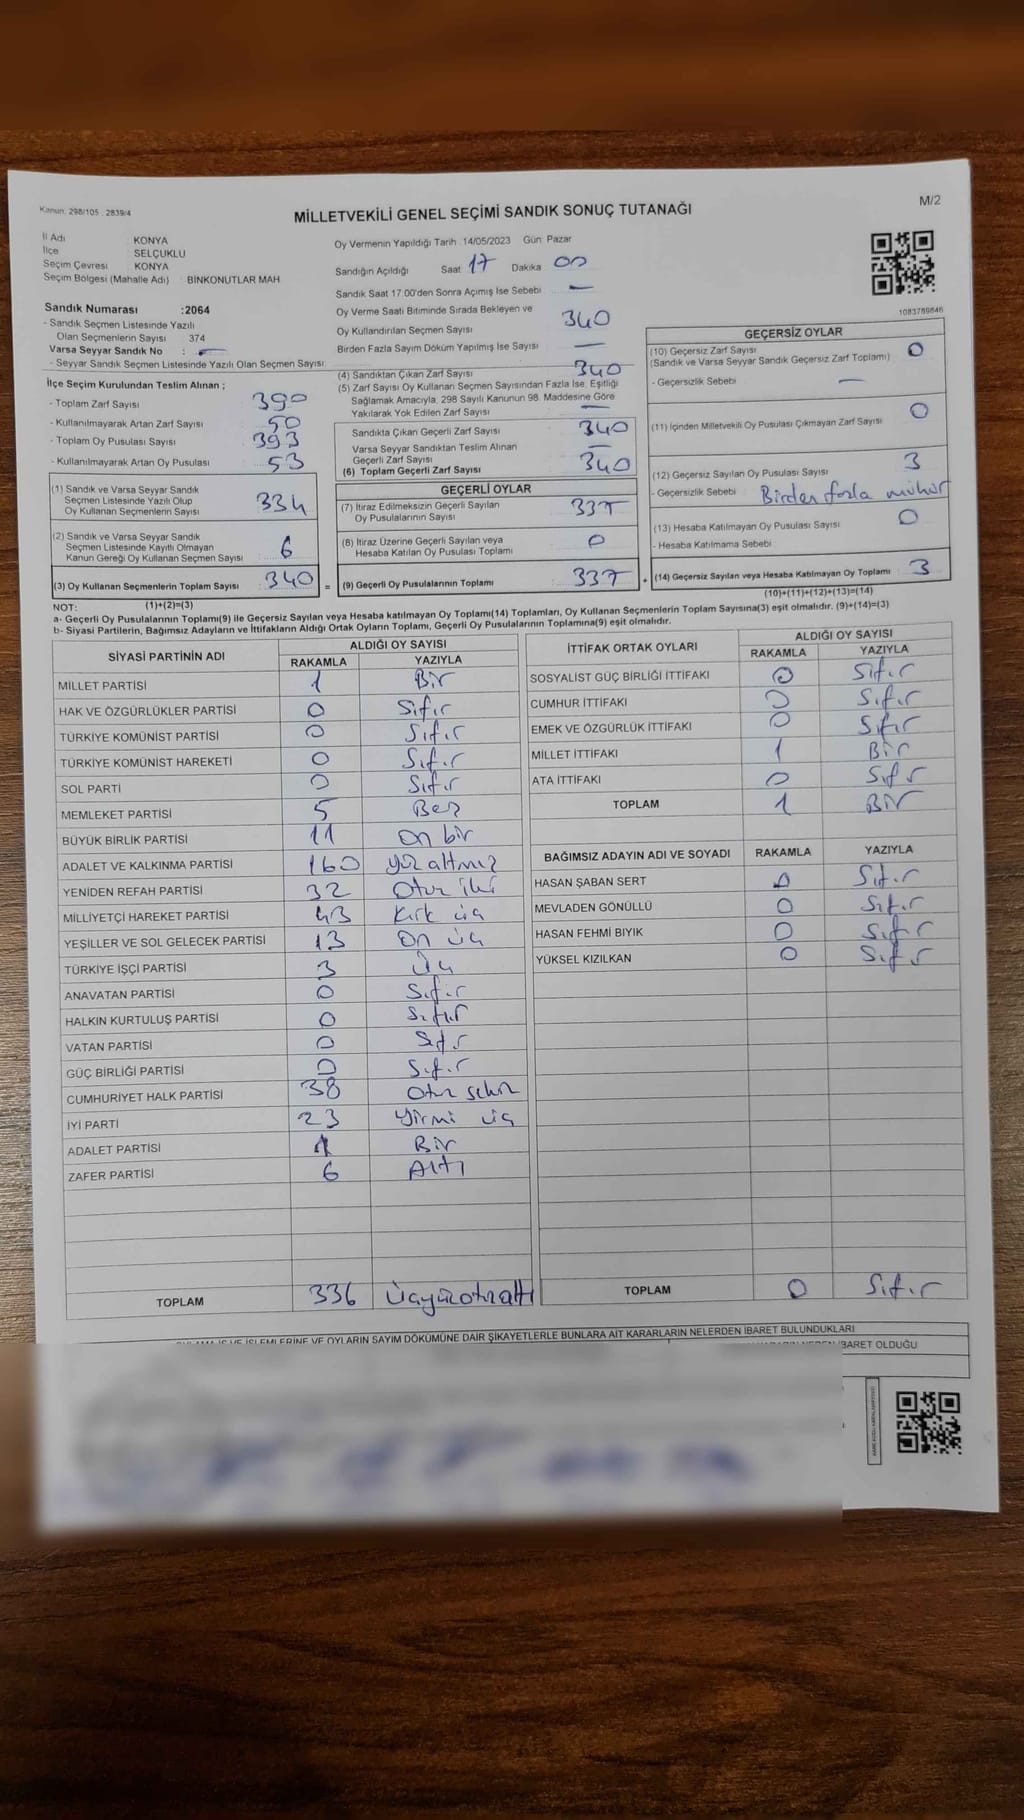 Kanun: 298/105 . 2839/4
MİLLETVEKİLİ GENEL SEÇİMİ SANDIK SONUÇ TUTANAĞI
M/2
İl Adı : KONYA
İlçe : SELÇUKLU
Seçim Çevresi : KONYA
Seçim Bölgesi (Mahalle Adı) : BİNKONUTLAR MAH
Sandık Numarası :2064
- Sandık Seçmen Listesinde Yazılı
Olan Seçmenlerin Sayısı : 374
Varsa Seyyar Sandık No : —
- Seyyar Sandık Seçmen Listesinde Yazılı Olan Seçmen Sayısı:
İlçe Seçim Kurulundan Teslim Alınan ;
- Toplam Zarf Sayısı 390
- Kullanılmayarak Artan Zarf Sayısı 50
- Toplam Oy Pusulası Sayısı 393
- Kullanılmayarak Artan Oy Pusulası 53
(1) Sandık ve Varsa Seyyar Sandık
Seçmen Listesinde Yazılı Olup
Oy Kullanan Seçmenlerin Sayısı 334
(2) Sandık ve Varsa Seyyar Sandık
Seçmen Listesinde Kayıtlı Olmayan
Kanun Gereği Oy Kullanan Seçmen Sayısı 6
(3) Oy Kullanan Seçmenlerin Toplam Sayısı 340 =
(1)+(2)=(3)
Oy Vermenin Yapıldığı Tarih : 14/05/2023 Gün: Pazar
Sandığın Açıldığı Saat 17 Dakika 00
Sandık Saat 17:00'den Sonra Açımış İse Sebebi —
Oy Verme Saati Bitiminde Sırada Bekleyen ve
Oy Kullandırılan Seçmen Sayısı 340
Birden Fazla Sayım Döküm Yapılmış İse Sayısı —
(4) Sandıktan Çıkan Zarf Sayısı 340
(5) Zarf Sayısı Oy Kullanan Seçmen Sayısından Fazla İse. Eşitliği
Sağlamak Amacıyla, 298 Sayılı Kanunun 98. Maddesine Göre
Yakılarak Yok Edilen Zarf Sayısı —
Sandıkta Çıkan Geçerli Zarf Sayısı 340
Varsa Seyyar Sandıktan Teslim Alınan
Geçerli Zarf Sayısı —
(6) Toplam Geçerli Zarf Sayısı 340
GEÇERLİ OYLAR
(7) İtiraz Edilmeksizin Geçerli Sayılan
Oy Pusulalarının Sayısı 337
(8) İtiraz Üzerine Geçerli Sayılan veya
Hesaba Katılan Oy Pusulası Toplamı 0
(9) Geçerli Oy Pusulalarının Toplamı 337 +
1083789846
GEÇERSİZ OYLAR
(10) Geçersiz Zarf Sayısı 0
(Sandık ve Varsa Seyyar Sandık Geçersiz Zarf Toplamı)
- Geçersizlik Sebebi —
(11) İçinden Milletvekili Oy Pusulası Çıkmayan Zarf Sayısı 0
(12) Geçersiz Sayılan Oy Pusulası Sayısı 3
- Geçersizlik Sebebi Birden fazla mühür
(13) Hesaba Katılmayan Oy Pusulası Sayısı 0
- Hesaba Katılmama Sebebi
(14) Geçersiz Sayılan veya Hesaba Katılmayan Oy Toplamı 3
(10)+(11)+(12)+(13)=(14)
NOT:
a- Geçerli Oy Pusulalarının Toplamı(9) ile Geçersiz Sayılan veya Hesaba katılmayan Oy Toplamı(14) Toplamları, Oy Kullanan Seçmenlerin Toplam Sayısına(3) eşit olmalıdır. (9)+(14)=(3)
b- Siyasi Partilerin, Bağımsız Adayların ve İttifakların Aldığı Ortak Oyların Toplamı, Geçerli Oy Pusulalarının Toplamına(9) eşit olmalıdır.
SİYASİ PARTİNİN ADI ALDIĞI OY SAYISI
RAKAMLA YAZIYLA
MİLLET PARTİSİ 1 Bir
HAK VE ÖZGÜRLÜKLER PARTİSİ 0 Sıfır
TÜRKİYE KOMÜNİST PARTİSİ 0 Sıfır
TÜRKİYE KOMÜNİST HAREKETİ 0 Sıfır
SOL PARTİ 0 Sıfır
MEMLEKET PARTİSİ 5 Beş
BÜYÜK BİRLİK PARTİSİ 11 On bir
ADALET VE KALKINMA PARTİSİ 160 yüz altmış
YENİDEN REFAH PARTİSİ 32 Otuz iki
MİLLİYETÇİ HAREKET PARTİSİ 43 Kırk üç
YEŞİLLER VE SOL GELECEK PARTİSİ 13 On üç
TÜRKİYE İŞÇİ PARTİSİ 3 Üç
ANAVATAN PARTİSİ 0 Sıfır
HALKIN KURTULUŞ PARTİSİ 0 Sıfır
VATAN PARTİSİ 0 Sıfır
GÜÇ BİRLİĞİ PARTİSİ 0 Sıfır
CUMHURİYET HALK PARTİSİ 38 Otuz sekiz
İYİ PARTİ 23 Yirmi üç
ADALET PARTİSİ 1 Bir
ZAFER PARTİSİ 6 Altı
TOPLAM 336 Üçyüzotuzaltı
İTTİFAK ORTAK OYLARI ALDIĞI OY SAYISI
RAKAMLA YAZIYLA
SOSYALİST GÜÇ BİRLİĞİ İTTİFAKI 0 Sıfır
CUMHUR İTTİFAKI 0 Sıfır
EMEK VE ÖZGÜRLÜK İTTİFAKI 0 Sıfır
MİLLET İTTİFAKI 1 Bir
ATA İTTİFAKI 0 Sıfır
TOPLAM 1 Bir
BAĞIMSIZ ADAYIN ADI VE SOYADI RAKAMLA YAZIYLA
HASAN ŞABAN SERT 0 Sıfır
MEVLADEN GÖNÜLLÜ 0 Sıfır
HASAN FEHMİ BIYIK 0 Sıfır
YÜKSEL KIZILKAN 0 Sıfır
TOPLAM 0 Sıfır
İŞLEMLERİNE VE OYLARIN SAYIM DÖKÜMÜNE DAİR ŞİKAYETLERLE BUNLARA AİT KARARLARIN NELERDEN İBARET BULUNDUKLARI
İBARET OLDUĞU